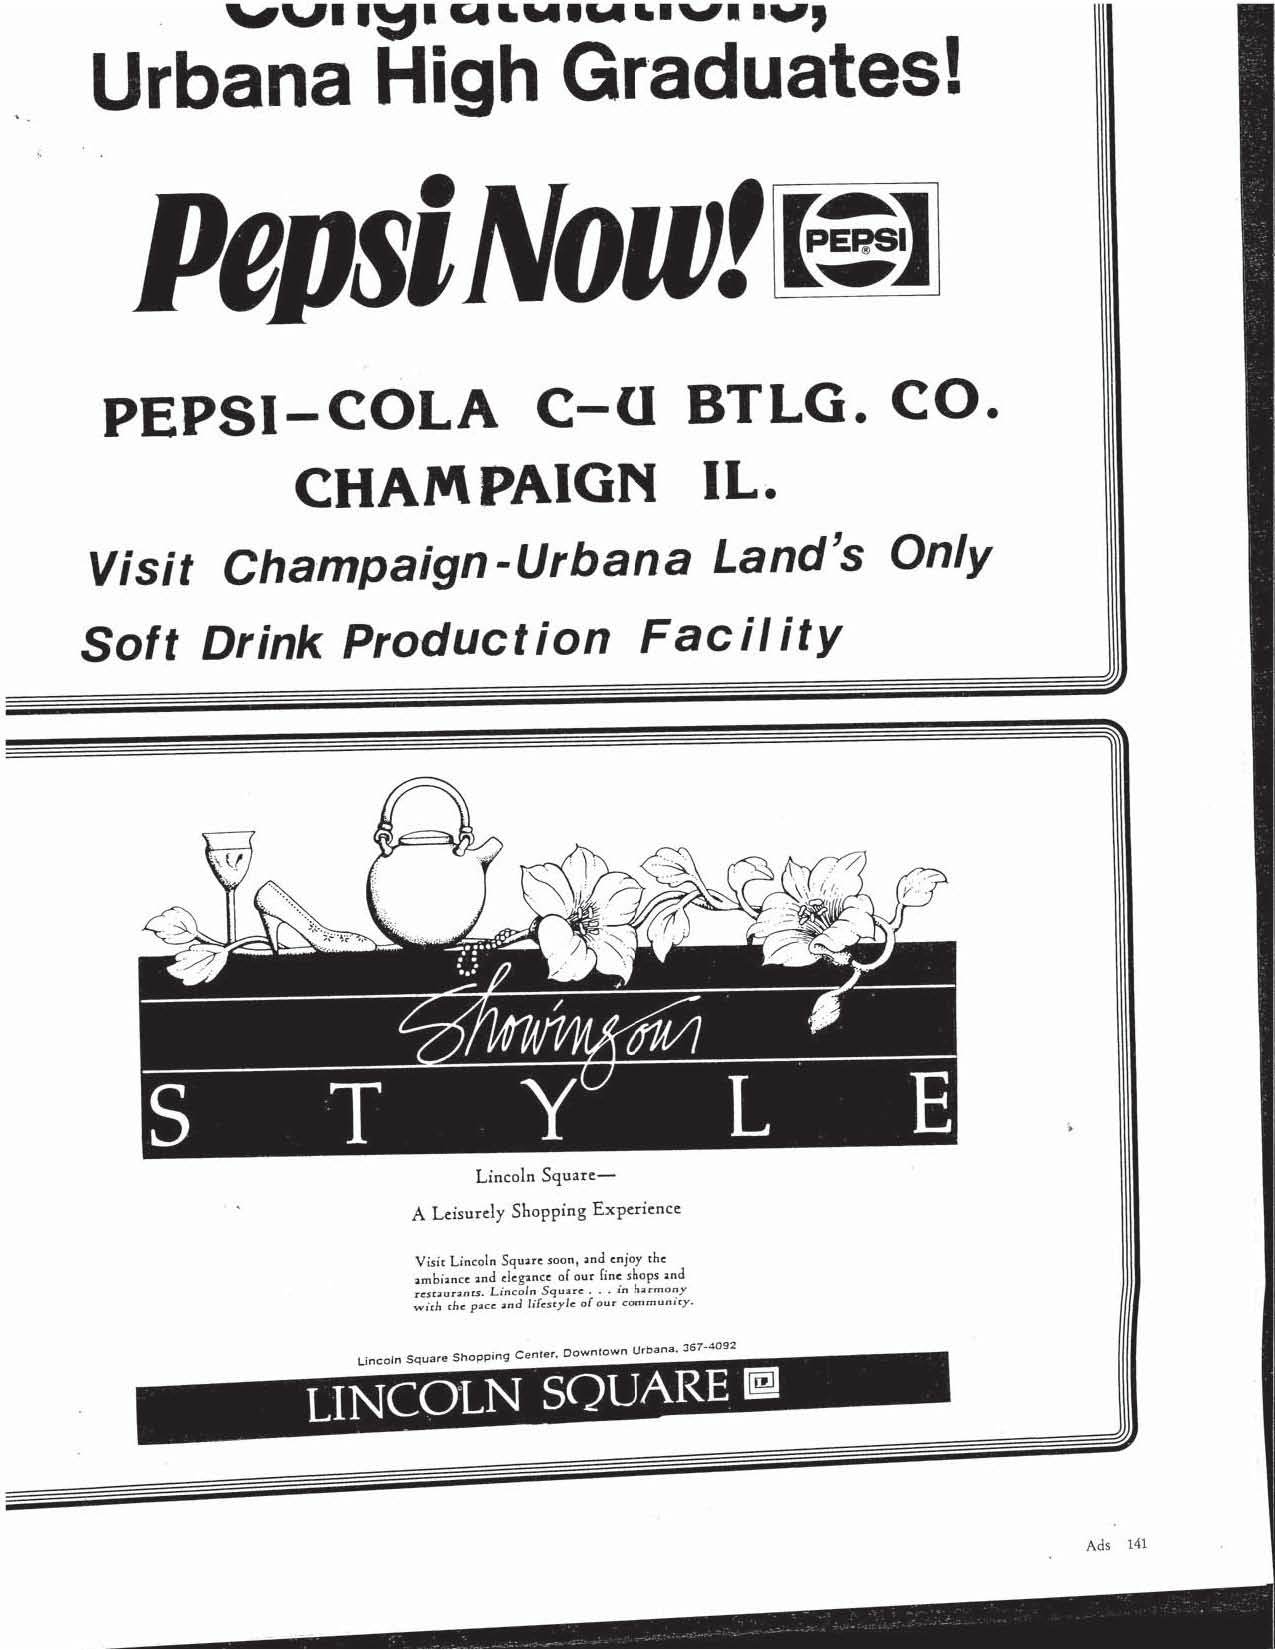 Congratulations,
Urbana High Graduates!
Pepsi Now!
PEPSI
®
PEPSI-COLA C-U BTLG. CO.
CHAMPAIGN IL.
Visit Champaign-Urbana Land's Only
Soft Drink Production Facility
Showing our
STYLE
Lincoln Square—
A Leisurely Shopping Experience
Visit Lincoln Square soon, and enjoy the
ambiance and elegance of our fine shops and
restaurants. Lincoln Square . . . in harmony
with the pace and lifestyle of our community.
Lincoln Square Shopping Center, Downtown Urbana, 367-4092
LINCOLN SQUARE
Ads 141